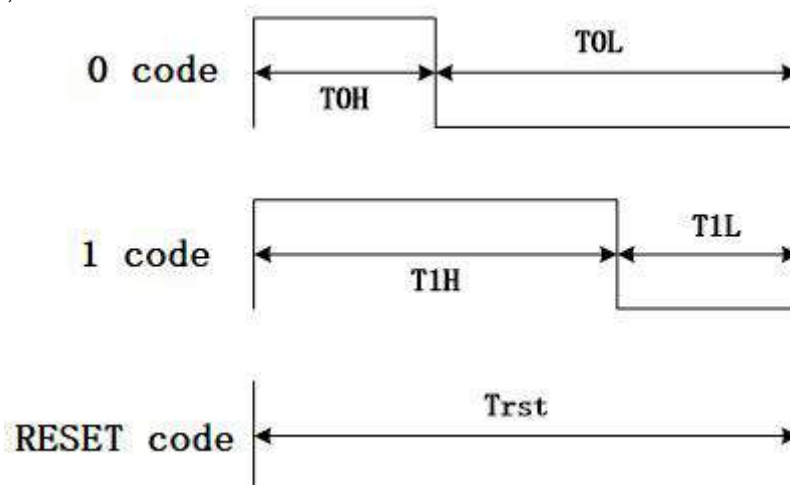 T0L
0 code
T0H
T1L
1 code
T1H
Trst
RESET code